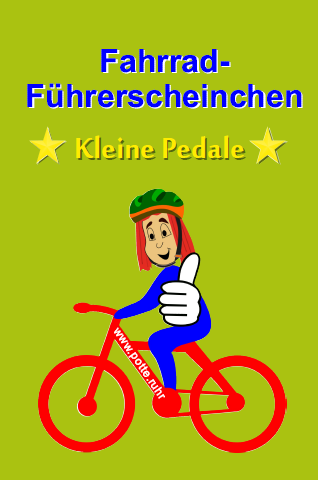 Fahrrad-
Führerscheinchen
Kleine Pedale
www.potte.ruhr